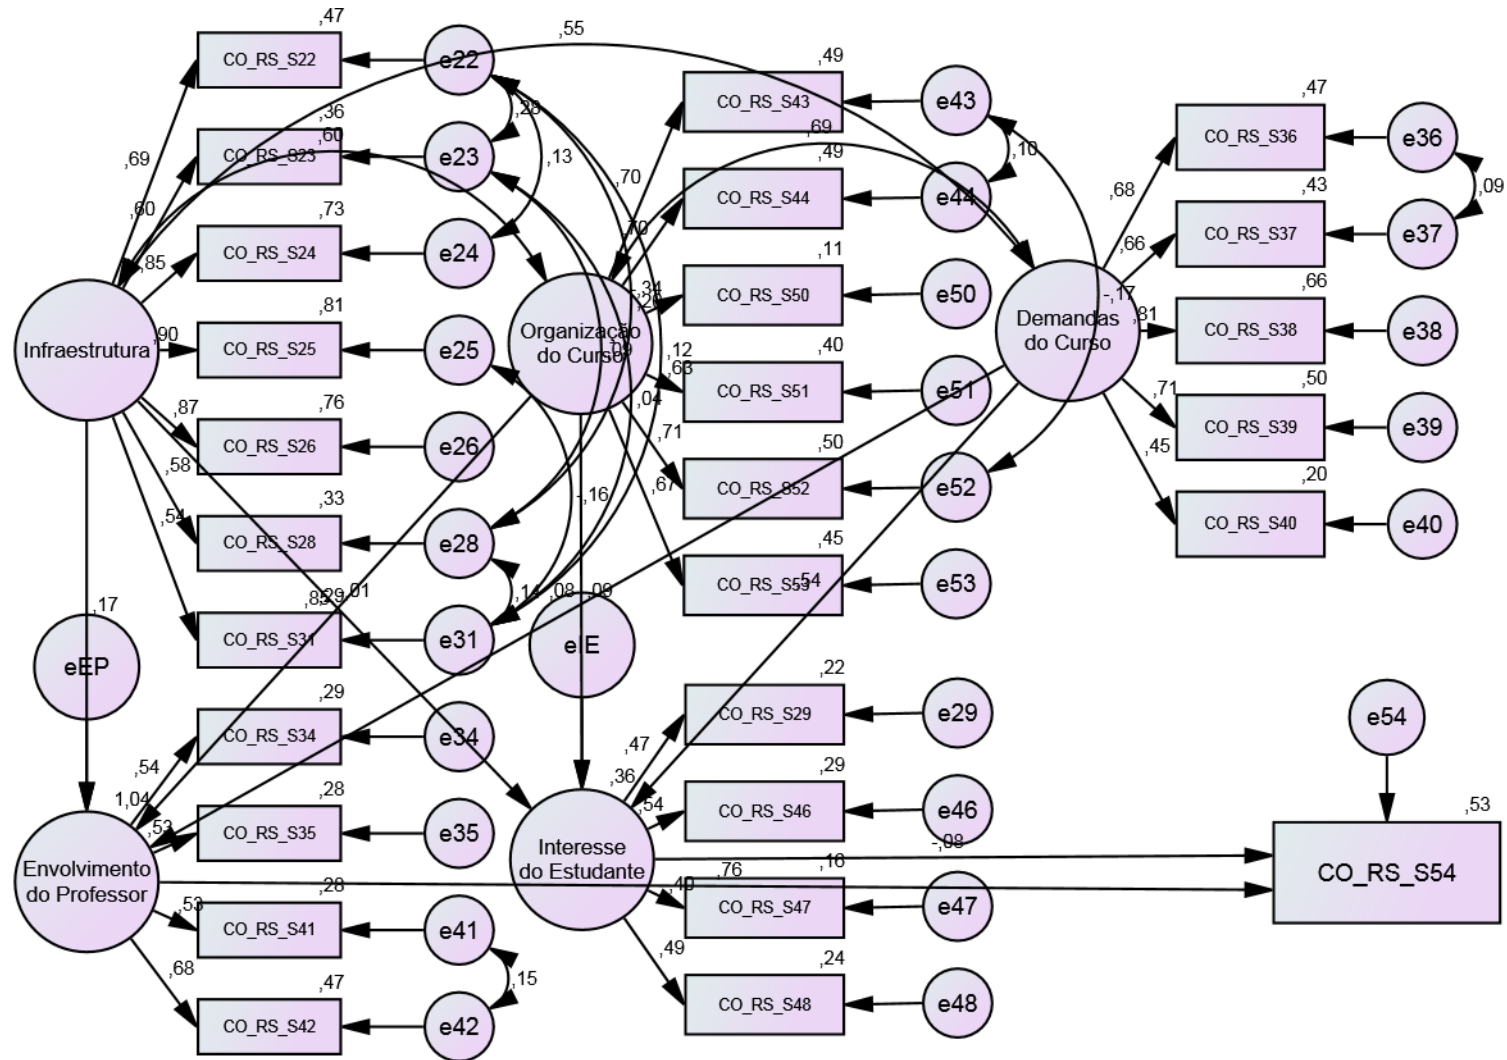 ,47
CO_RS_S22
e22
,55
,49
CO_RS_S43
e43
,47
CO_RS_S36
e36
,36
,60
CO_RS_S23
,28
e23
,69
,10
,69
,13
,70
,49
CO_RS_S44
e44
,09
,68
,43
CO_RS_S37
e37
,60
,73
CO_RS_S24
e24
,70
,66
,85
,11
CO_RS_S50
e50
-,34
,20
-,17
,66
CO_RS_S38
e38
,81
Infraestrutura
,90
,81
CO_RS_S25
e25
Organização
do Curso
,09
,12
,63
,40
CO_RS_S51
e51
Demandas
do Curso
,71
,50
CO_RS_S39
e39
,87
,76
CO_RS_S26
e26
,04
,71
,50
CO_RS_S52
e52
,45
,20
CO_RS_S40
e40
,58
,33
CO_RS_S28
e28
-,16
,67
,45
CO_RS_S53
e53
,54
,54
,29
,01
,14
,08
,09
CO_RS_S31
e31
,17
eEP
eIE
,29
CO_RS_S34
e34
,22
CO_RS_S29
e29
e54
,54
1,04
,53
,28
CO_RS_S35
e35
,47
,36
,54
,29
CO_RS_S46
e46
,53
CO_RS_S54
-,08
Envolvimento
do Professor
Interesse
do Estudante
,76
,28
,53
CO_RS_S41
e41
CO_RS_S47
e47
,15
,68
,47
CO_RS_S42
e42
,49
,24
CO_RS_S48
e48